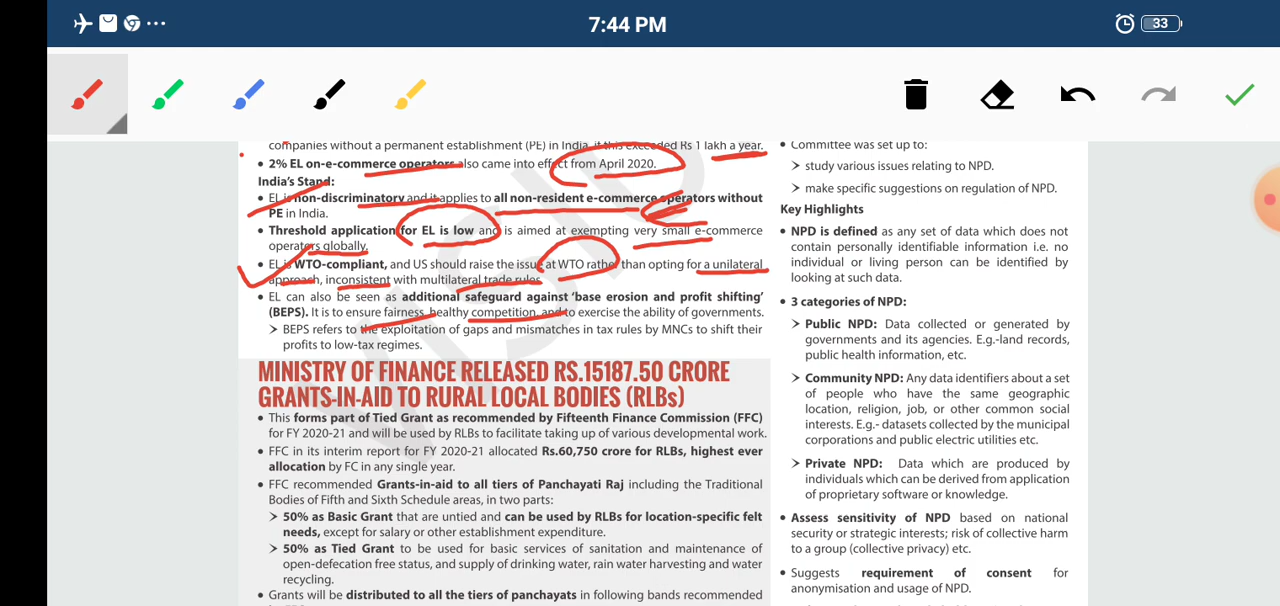 7:44 PM
33
companies without a permanent establishment (PE) in India, if this exceeded Rs 1 lakh a year.
• 2% EL on-e-commerce operators also came into effect from April 2020.
India's Stand:
• EL is non-discriminatory and it applies to all non-resident e-commerce operators without
PE in India.
• Threshold application for EL is low and is aimed at exempting very small e-commerce
operators globally.
• EL is WTO-compliant, and US should raise the issue at WTO rather than opting for a unilateral
approach, inconsistent with multilateral trade rules.
• EL can also be seen as additional safeguard against 'base erosion and profit shifting'
(BEPS). It is to ensure fairness, healthy competition, and to exercise the ability of governments.
➤ BEPS refers to the exploitation of gaps and mismatches in tax rules by MNCs to shift their
profits to low-tax regimes.
MINISTRY OF FINANCE RELEASED RS.15187.50 CRORE
GRANTS-IN-AID TO RURAL LOCAL BODIES (RLBs)
• This forms part of Tied Grant as recommended by Fifteenth Finance Commission (FFC)
for FY 2020-21 and will be used by RLBs to facilitate taking up of various developmental work.
• FFC in its interim report for FY 2020-21 allocated Rs.60,750 crore for RLBs, highest ever
allocation by FC in any single year.
• FFC recommended Grants-in-aid to all tiers of Panchayati Raj including the Traditional
Bodies of Fifth and Sixth Schedule areas, in two parts:
➤ 50% as Basic Grant that are untied and can be used by RLBs for location-specific felt
needs, except for salary or other establishment expenditure.
➤ 50% as Tied Grant to be used for basic services of sanitation and maintenance of
open-defecation free status, and supply of drinking water, rain water harvesting and water
recycling.
• Grants will be distributed to all the tiers of panchayats in following bands recommended
• Committee was set up to:
➤ study various issues relating to NPD.
➤ make specific suggestions on regulation of NPD.
Key Highlights
• NPD is defined as any set of data which does not
contain personally identifiable information i.e. no
individual or living person can be identified by
looking at such data.
• 3 categories of NPD:
➤ Public NPD: Data collected or generated by
governments and its agencies. E.g.-land records,
public health information, etc.
➤ Community NPD: Any data identifiers about a set
of people who have the same geographic
location, religion, job, or other common social
interests. E.g.- datasets collected by the municipal
corporations and public electric utilities etc.
➤ Private NPD: Data which are produced by
individuals which can be derived from application
of proprietary software or knowledge.
• Assess sensitivity of NPD based on national
security or strategic interests; risk of collective harm
to a group (collective privacy) etc.
• Suggests requirement of consent for
anonymisation and usage of NPD.